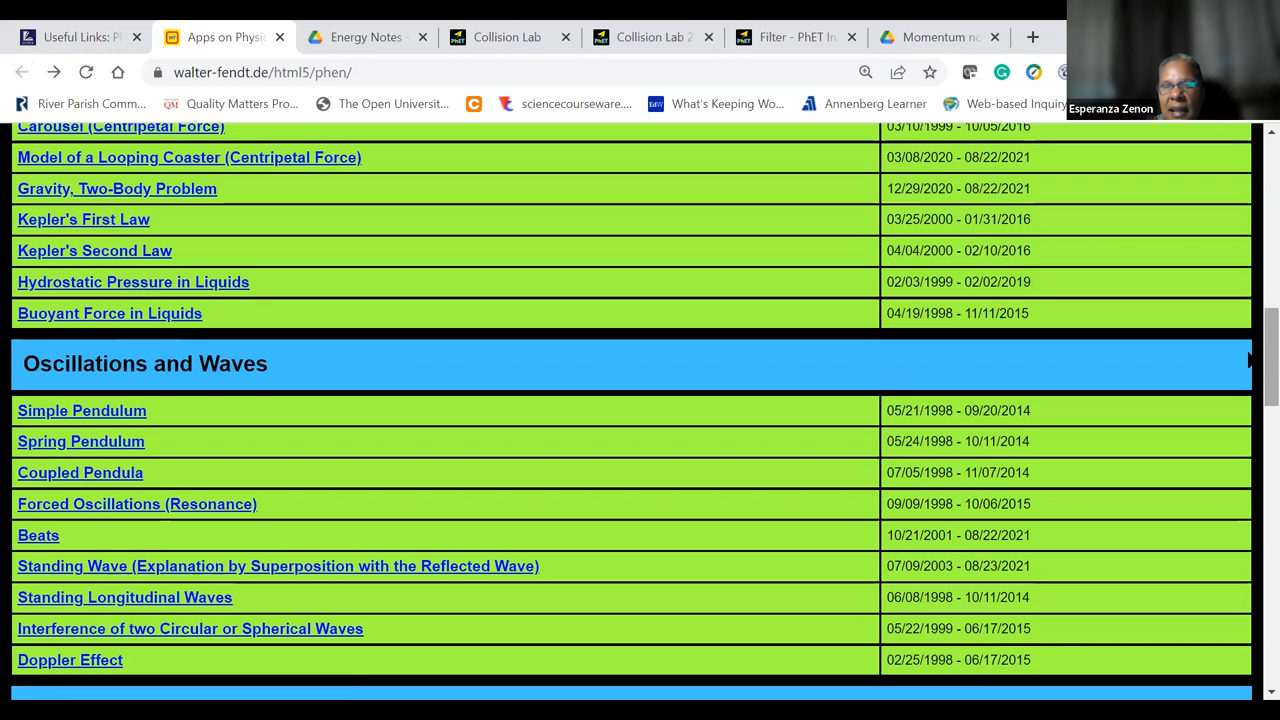 Useful Links: Pl
Apps on Physic
Energy Notes -
Collision Lab
Collision Lab 2
Filter - PhET In
Momentum no
walter-fendt.de/html5/phen/
Esperanza Zenon
River Parish Comm...
Quality Matters Pro...
The Open Universit...
sciencecourseware....
What's Keeping Wo...
Annenberg Learner
Web-based Inquiry
Carousel (Centripetal Force) 03/10/1999 - 10/05/2016
Model of a Looping Coaster (Centripetal Force) 03/08/2020 - 08/22/2021
Gravity, Two-Body Problem 12/29/2020 - 08/22/2021
Kepler's First Law 03/25/2000 - 01/31/2016
Kepler's Second Law 04/04/2000 - 02/10/2016
Hydrostatic Pressure in Liquids 02/03/1999 - 02/02/2019
Buoyant Force in Liquids 04/19/1998 - 11/11/2015
Oscillations and Waves
Simple Pendulum 05/21/1998 - 09/20/2014
Spring Pendulum 05/24/1998 - 10/11/2014
Coupled Pendula 07/05/1998 - 11/07/2014
Forced Oscillations (Resonance) 09/09/1998 - 10/06/2015
Beats 10/21/2001 - 08/22/2021
Standing Wave (Explanation by Superposition with the Reflected Wave) 07/09/2003 - 08/23/2021
Standing Longitudinal Waves 06/08/1998 - 10/11/2014
Interference of two Circular or Spherical Waves 05/22/1999 - 06/17/2015
Doppler Effect 02/25/1998 - 06/17/2015